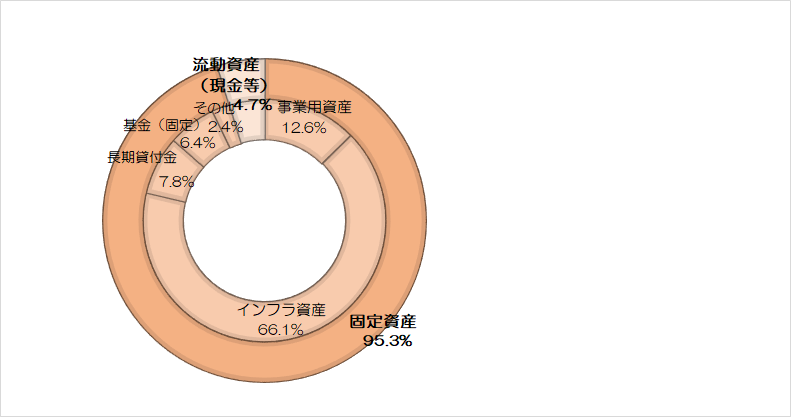 流動資産
（現金等）
4.7%
事業用資産
12.6%
その他
2.4%
基金（固定）
6.4%
長期貸付金
7.8%
インフラ資産
66.1%
固定資産
95.3%